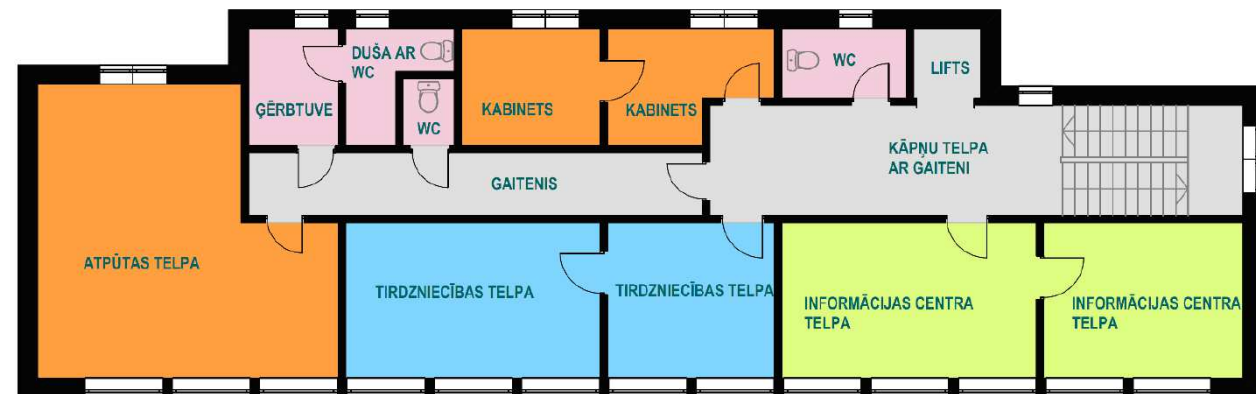 DUŠA AR
WC
WC
LIFTS
ĢĒRBTUVE
KABINETS
KABINETS
WC
KĀPŅU TELPA
AR GAITENI
GAITENIS
ATPŪTAS TELPA
TIRDZNIECĪBAS TELPA
TIRDZNIECĪBAS TELPA
INFORMĀCIJAS CENTRA
TELPA
INFORMĀCIJAS CENTRA
TELPA